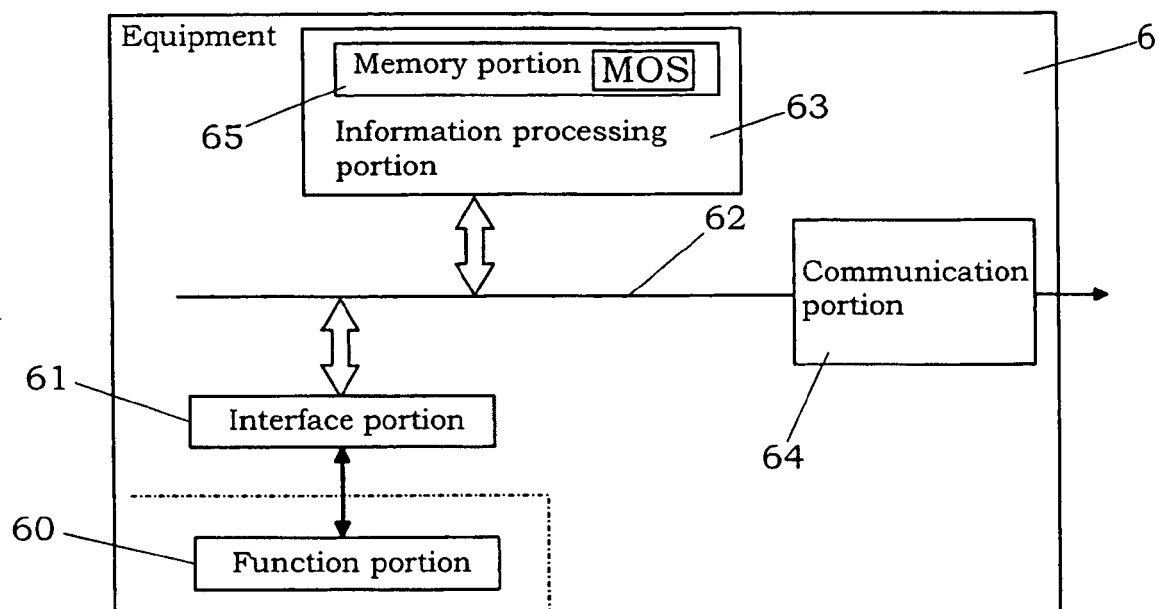 Equipment
6
Memory portion MOS
65
Information processing
portion
63
62
Communication
portion
64
61
Interface portion
60
Function portion